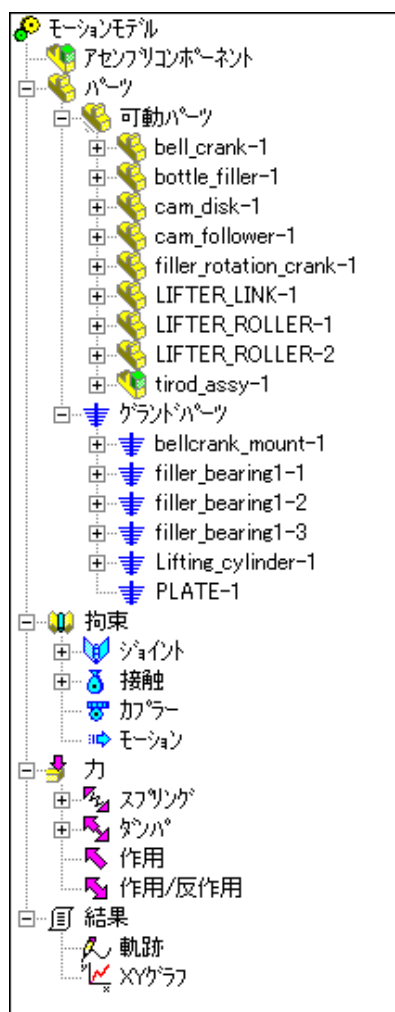 モーションモデル
アセンブリコンポーネント
パーツ
可動パーツ
bell_crank-1
bottle_filler-1
cam_disk-1
cam_follower-1
filler_rotation_crank-1
LIFTER_LINK-1
LIFTER_ROLLER-1
LIFTER_ROLLER-2
tirod_assy-1
グランドパーツ
bellcrank_mount-1
filler_bearing1-1
filler_bearing1-2
filler_bearing1-3
Lifting_cylinder-1
PLATE-1
拘束
ジョイント
接触
カプラー
モーション
力
スプリング
ダンパ
作用
作用/反作用
結果
軌跡
XYグラフ